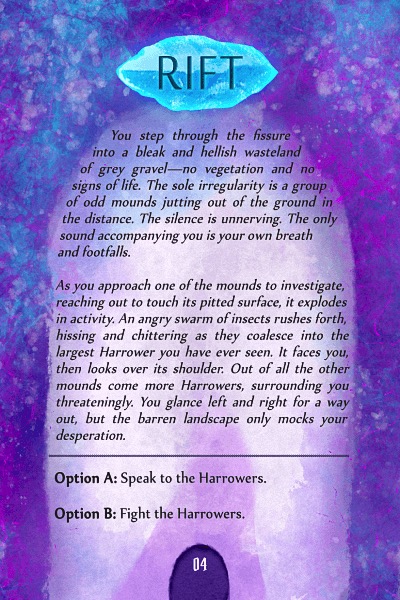 RIFT
You step through the fissure
into a bleak and hellish wasteland
of grey gravel—no vegetation and no
signs of life. The sole irregularity is a group
of odd mounds jutting out of the ground in
the distance. The silence is unnerving. The only
sound accompanying you is your own breath
and footfalls.
As you approach one of the mounds to investigate,
reaching out to touch its pitted surface, it explodes
in activity. An angry swarm of insects rushes forth,
hissing and chittering as they coalesce into the
largest Harrower you have ever seen. It faces you,
then looks over its shoulder. Out of all the other
mounds come more Harrowers, surrounding you
threateningly. You glance left and right for a way
out, but the barren landscape only mocks your
desperation.
Option A: Speak to the Harrowers.
Option B: Fight the Harrowers.
04